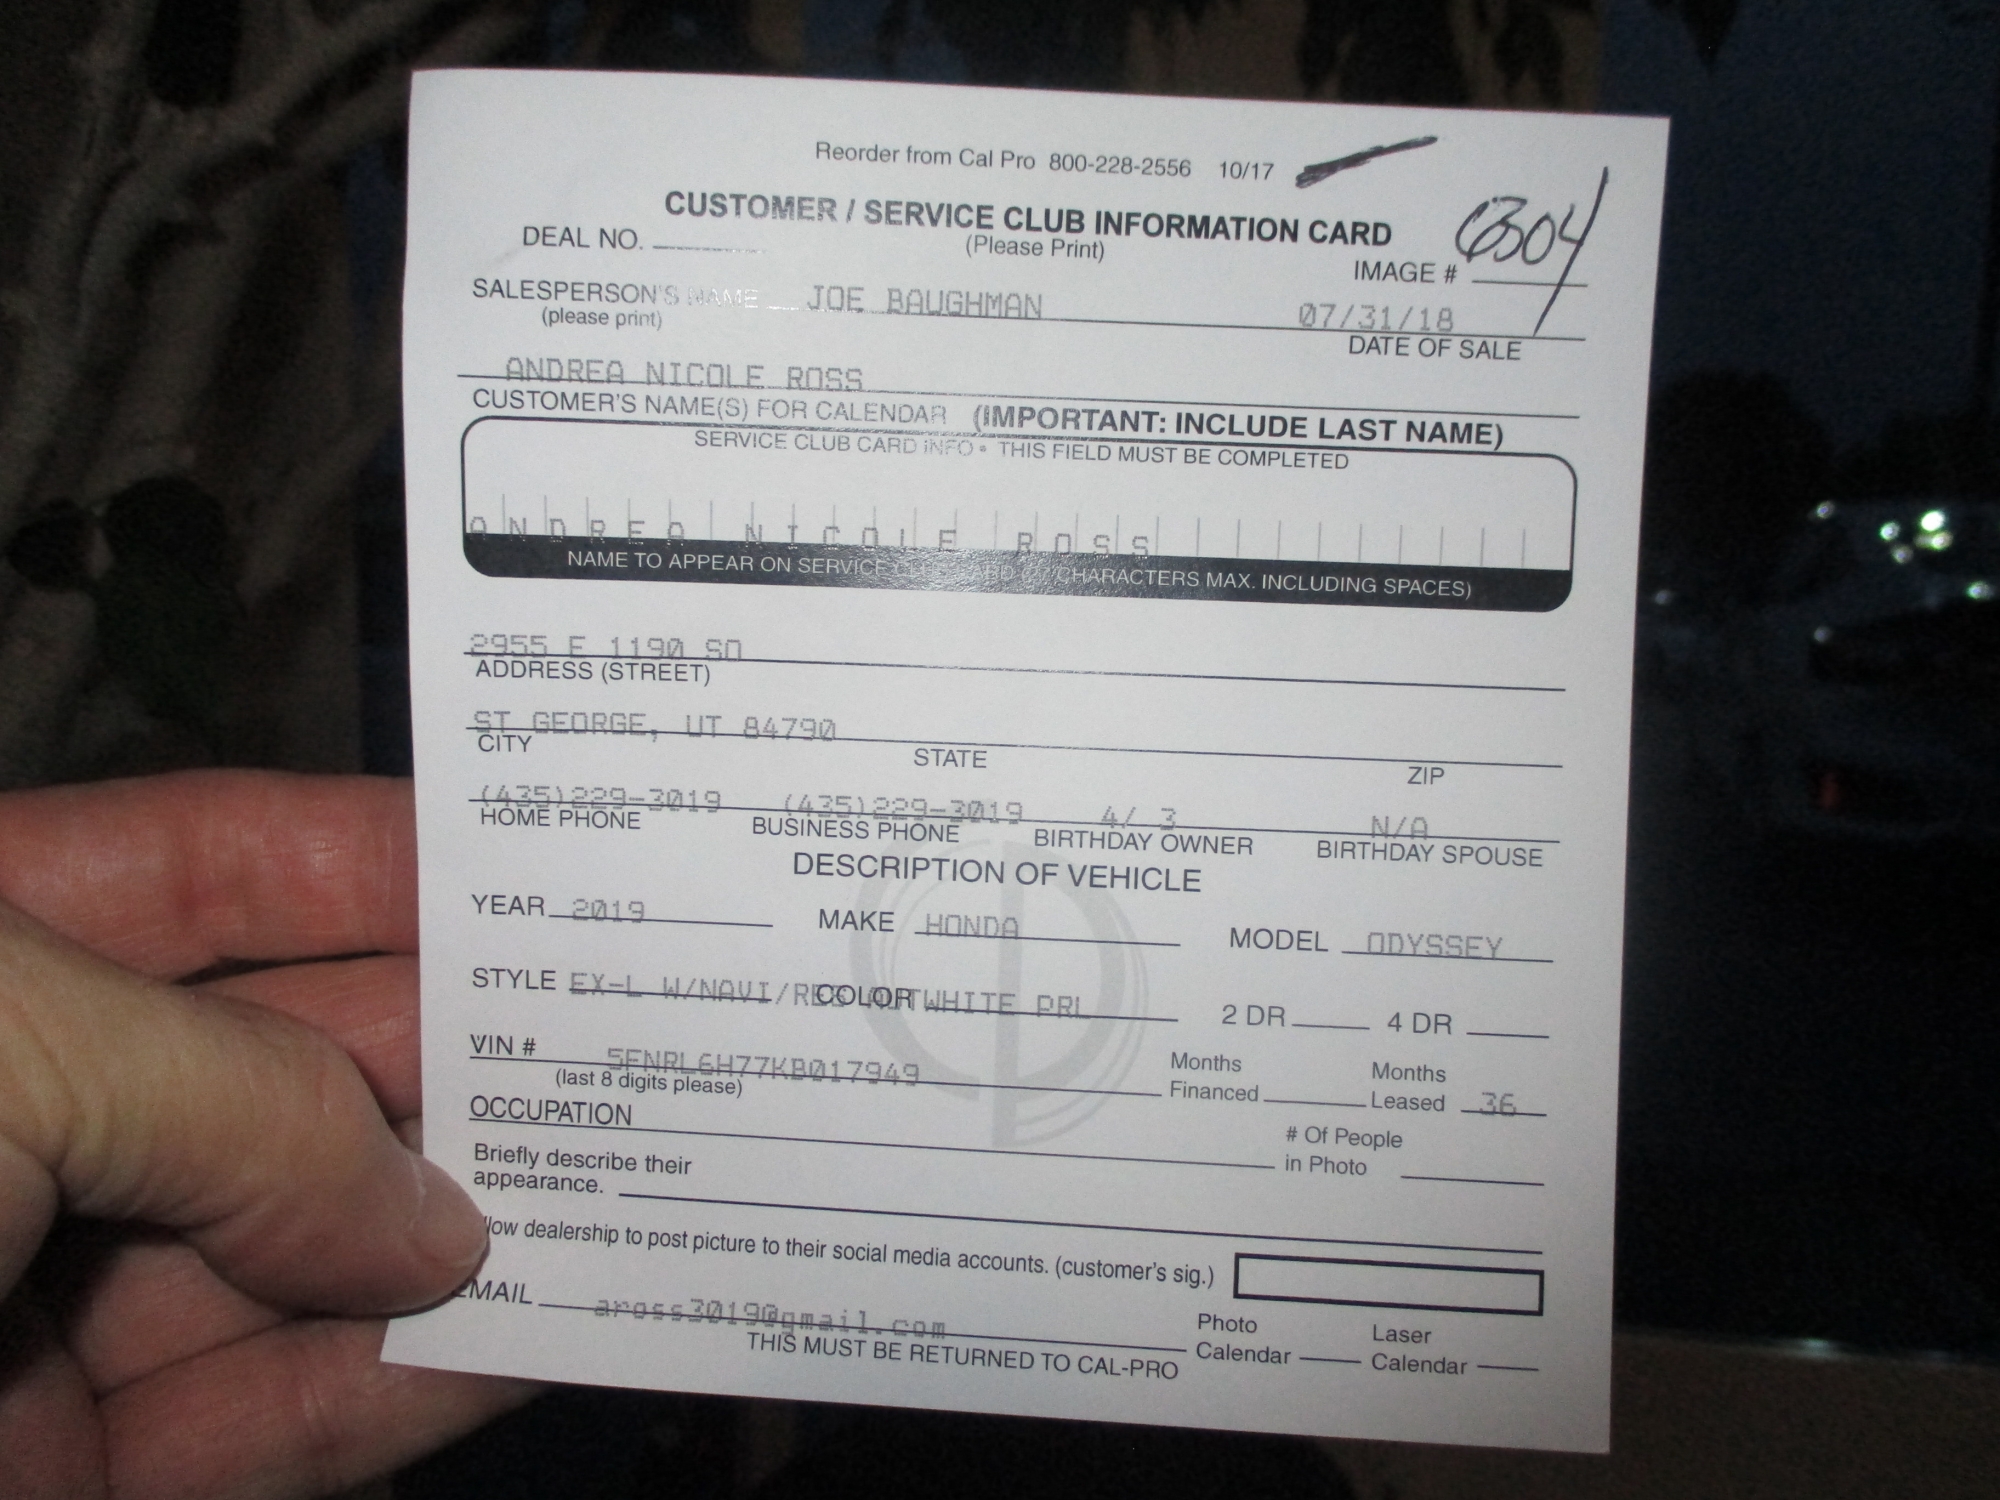 Reorder from Cal Pro 800-228-2556 10/17
CUSTOMER / SERVICE CLUB INFORMATION CARD
(Please Print)
DEAL NO.
IMAGE # 6304
SALESPERSON'S NAME JOE BAUGHMAN 07/31/18
(please print) DATE OF SALE
ANDREA NICOLE ROSS
CUSTOMER'S NAME(S) FOR CALENDAR (IMPORTANT: INCLUDE LAST NAME)
SERVICE CLUB CARD INFO • THIS FIELD MUST BE COMPLETED
ANDREA NICOLE ROSS
NAME TO APPEAR ON SERVICE CLUB CARD CHARACTERS MAX. INCLUDING SPACES)
2955 E 1190 SO
ADDRESS (STREET)
ST GEORGE, UT 84790
CITY STATE ZIP
(435)229-3019 (435)229-3019 4/ 3 N/A
HOME PHONE BUSINESS PHONE BIRTHDAY OWNER BIRTHDAY SPOUSE
DESCRIPTION OF VEHICLE
YEAR 2019 MAKE HONDA MODEL ODYSSEY
STYLE EX-L W/NAVI/RES COLOR WHITE PRL 2 DR 4 DR
VIN # 5FNRL6H77KB017949
(last 8 digits please)
Months Financed Months Leased 36
OCCUPATION
# Of People in Photo
Briefly describe their
appearance.
low dealership to post picture to their social media accounts. (customer's sig.)
EMAIL aross3019@gmail.com
Photo Calendar Laser Calendar
THIS MUST BE RETURNED TO CAL-PRO